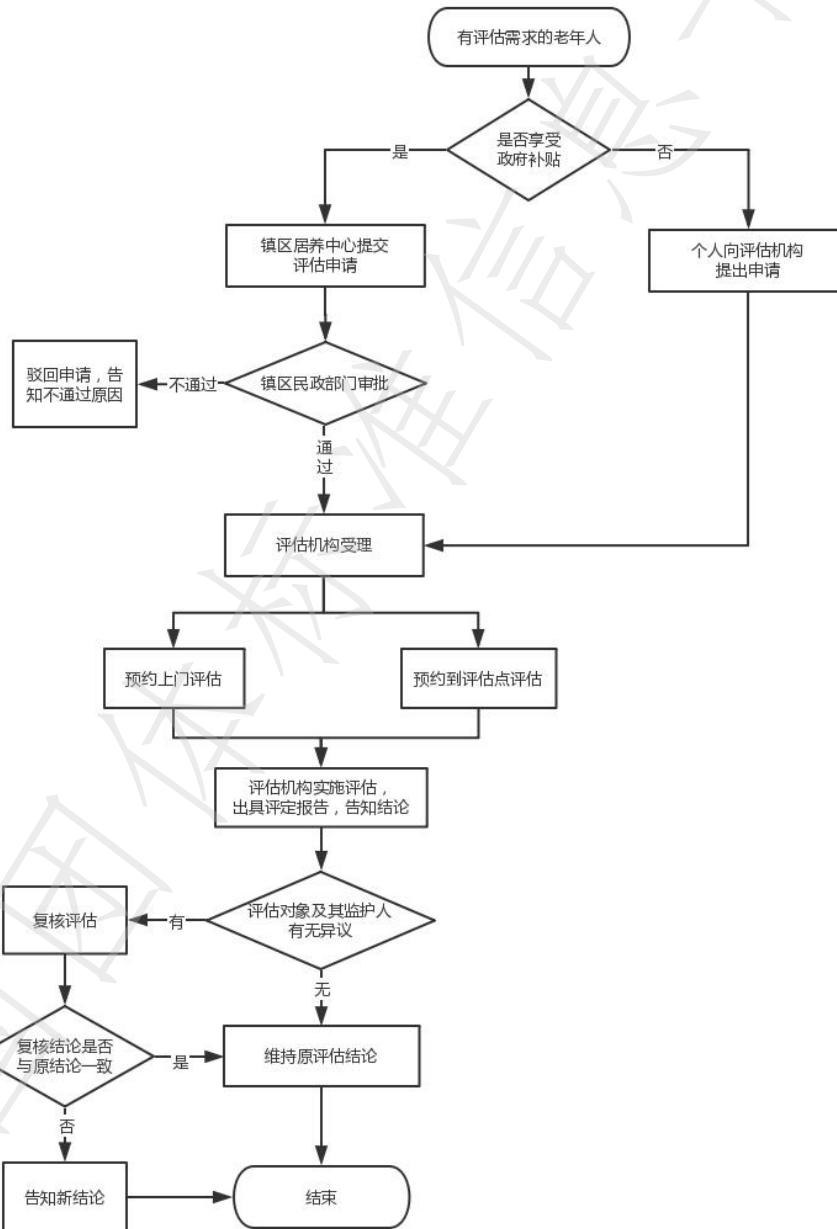 有评估需求的老年人
是否享受
政府补贴
是
否
镇区居养中心提交
评估申请
个人向评估机构
提出申请
镇区民政部门审批
不通过
驳回申请，告
知不通过原因
通
过
评估机构受理
预约上门评估
预约到评估点评估
评估机构实施评估，
出具评定报告，告知结论
评估对象及其监护人
有无异议
有
复核评估
无
复核结论是否
与原结论一致
是
维持原评估结论
否
告知新结论
结束
团体标准信息